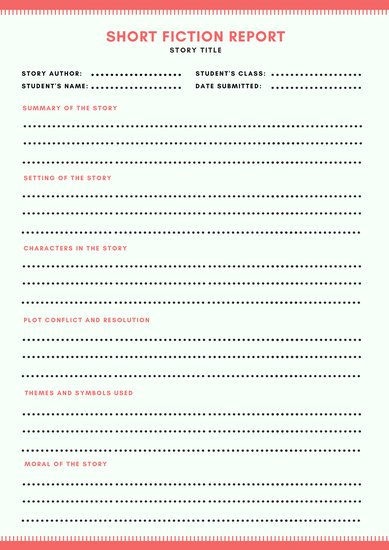 SHORT FICTION REPORT
STORY TITLE
STORY AUTHOR: STUDENT'S CLASS:
STUDENT'S NAME: DATE SUBMITTED:
SUMMARY OF THE STORY
SETTING OF THE STORY
CHARACTERS IN THE STORY
PLOT CONFLICT AND RESOLUTION
THEMES AND SYMBOLS USED
MORAL OF THE STORY